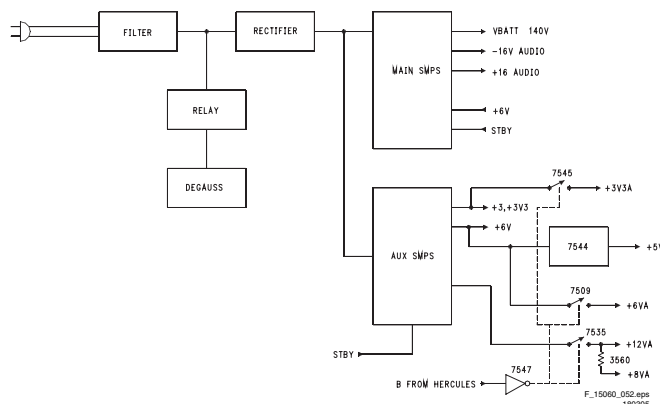 FILTER
RECTIFIER
VBATT 140V
-16V AUDIO
MAIN SMPS
+16 AUDIO
RELAY
+6V
STBY
DEGAUSS
7545
+3V3A
+3,+3V3
+6V
7544
+5V
AUX SMPS
7509
+6VA
7535
+12VA
STBY
3560
7547
+8VA
B FROM HERCULES
F_15060_052.eps